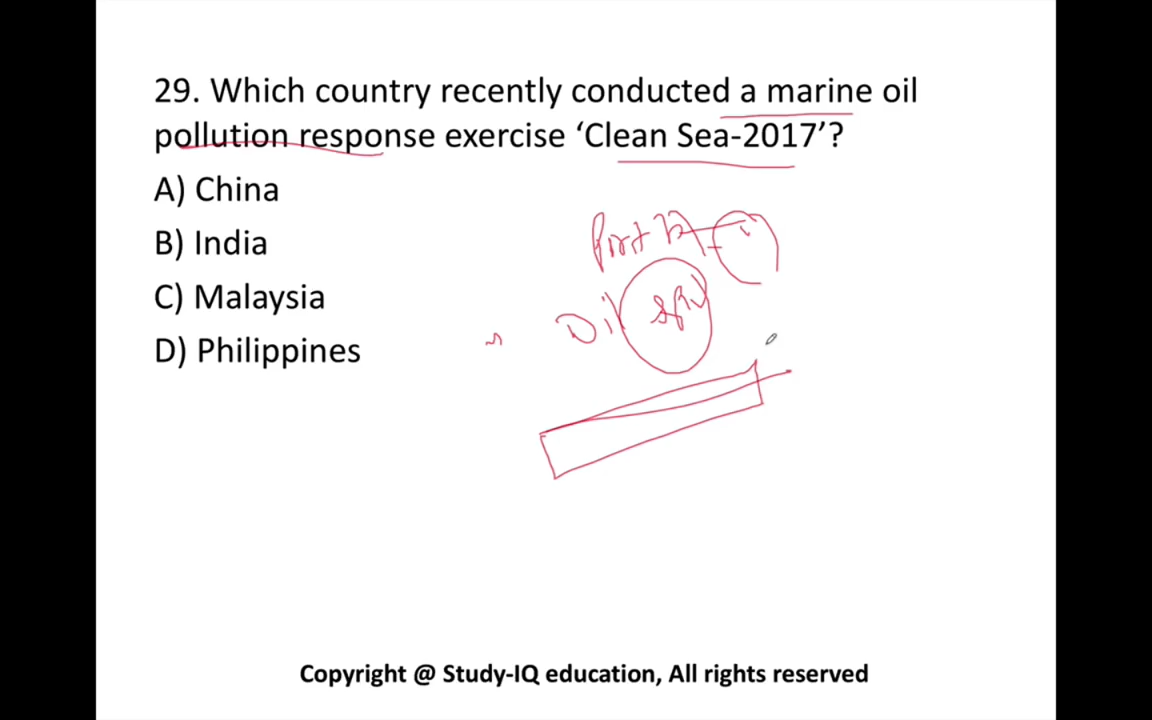 29. Which country recently conducted a marine oil
pollution response exercise ‘Clean Sea-2017’?
A) China
B) India
C) Malaysia
D) Philippines
Port
Oil
Copyright @ Study-IQ education, All rights reserved